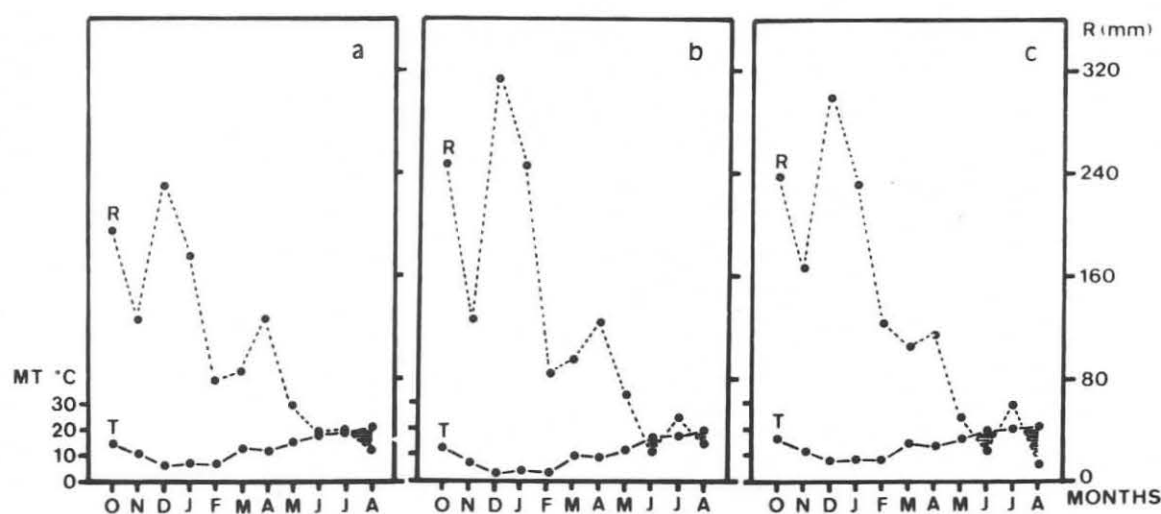 a b c R (mm)
320
R R R 240
160
MT °C 80
30
20 T T T
10
0 0
O N D J F M A M J J A O N D J F M A M J J A O N D J F M A M J J A MONTHS